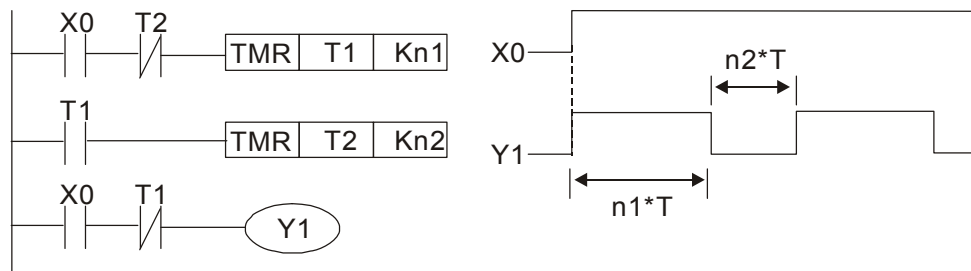 X0 T2
TMR T1 Kn1
T1
TMR T2 Kn2
X0 T1
Y1
X0
n2*T
Y1
n1*T